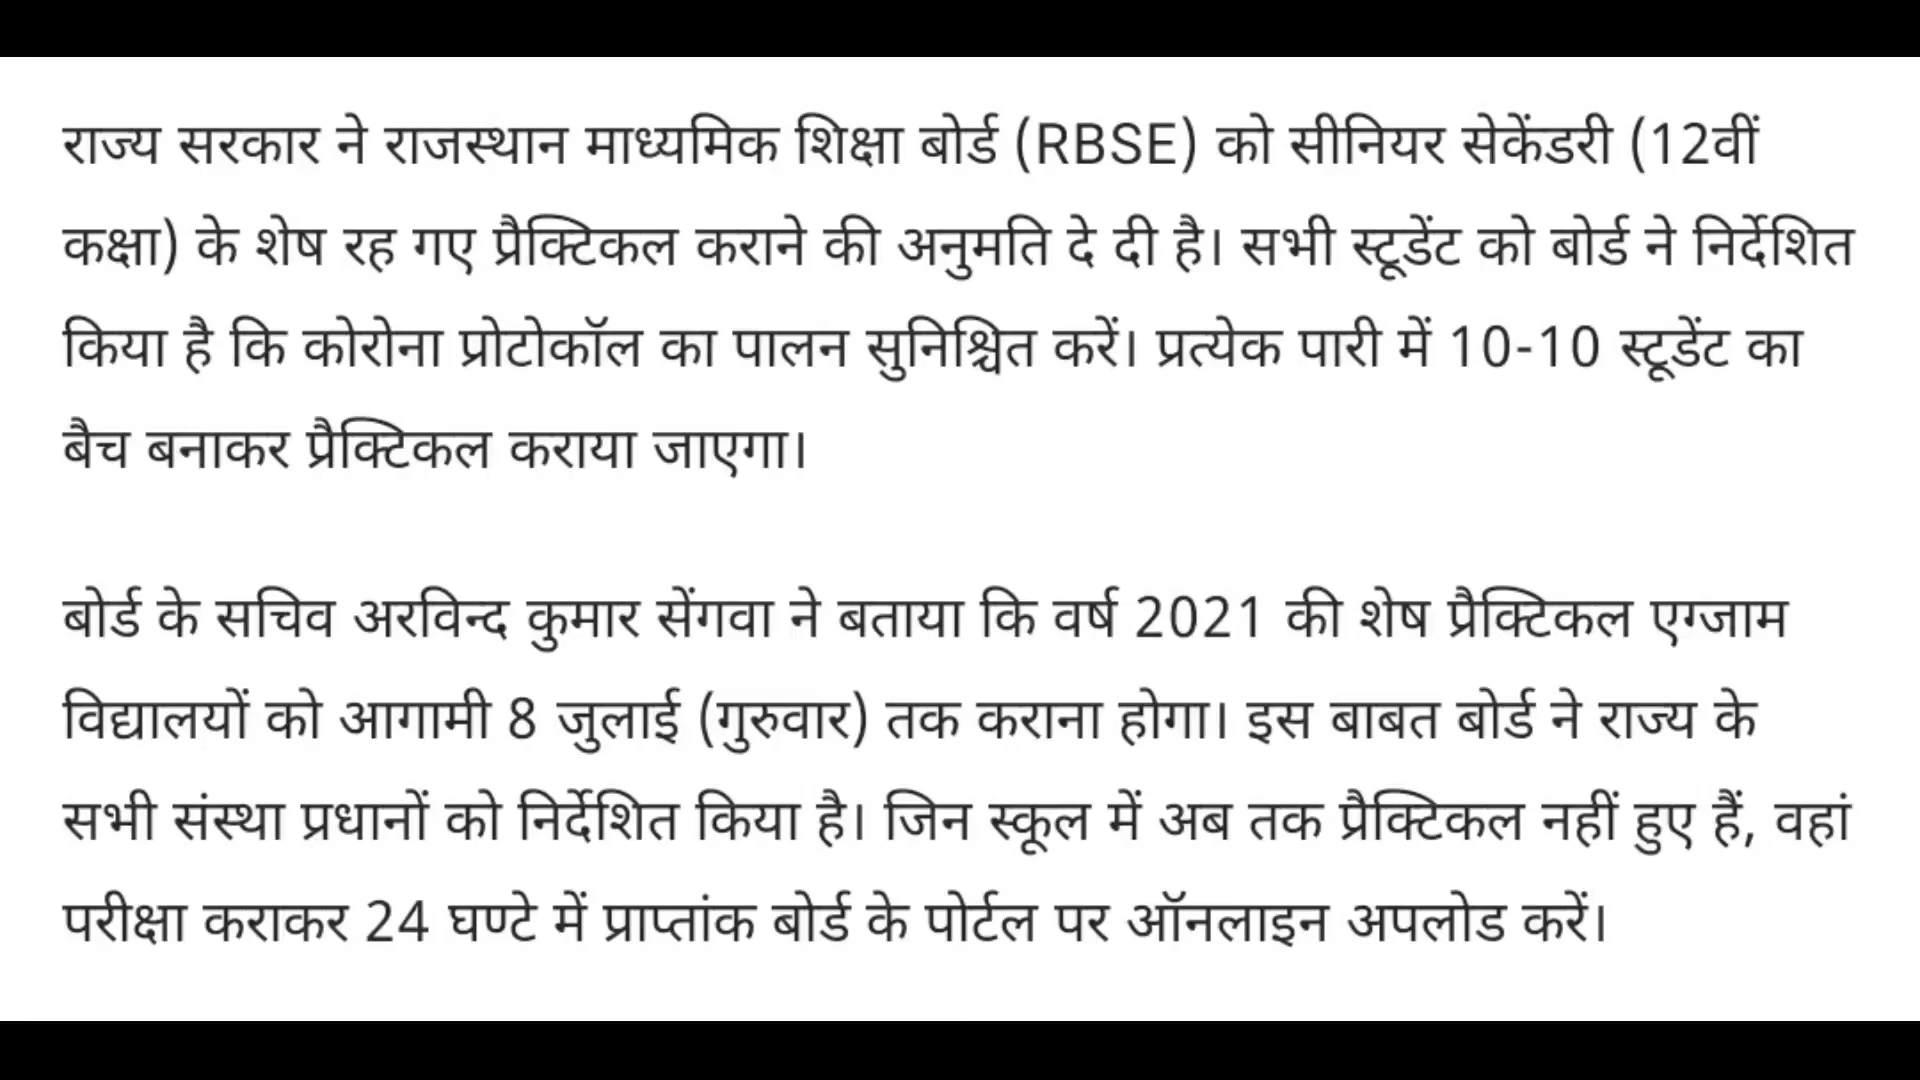 राज्य सरकार ने राजस्थान माध्यमिक शिक्षा बोर्ड (RBSE) को सीनियर सेकेंडरी (12वीं
कक्षा) के शेष रह गए प्रैक्टिकल कराने की अनुमति दे दी है। सभी स्टूडेंट को बोर्ड ने निर्देशित
किया है कि कोरोना प्रोटोकॉल का पालन सुनिश्चित करें। प्रत्येक पारी में 10-10 स्टूडेंट का
बैच बनाकर प्रैक्टिकल कराया जाएगा।
बोर्ड के सचिव अरविन्द कुमार सेंगवा ने बताया कि वर्ष 2021 की शेष प्रैक्टिकल एग्जाम
विद्यालयों को आगामी 8 जुलाई (गुरुवार) तक कराना होगा। इस बाबत बोर्ड ने राज्य के
सभी संस्था प्रधानों को निर्देशित किया है। जिन स्कूल में अब तक प्रैक्टिकल नहीं हुए हैं, वहां
परीक्षा कराकर 24 घण्टे में प्राप्तांक बोर्ड के पोर्टल पर ऑनलाइन अपलोड करें।